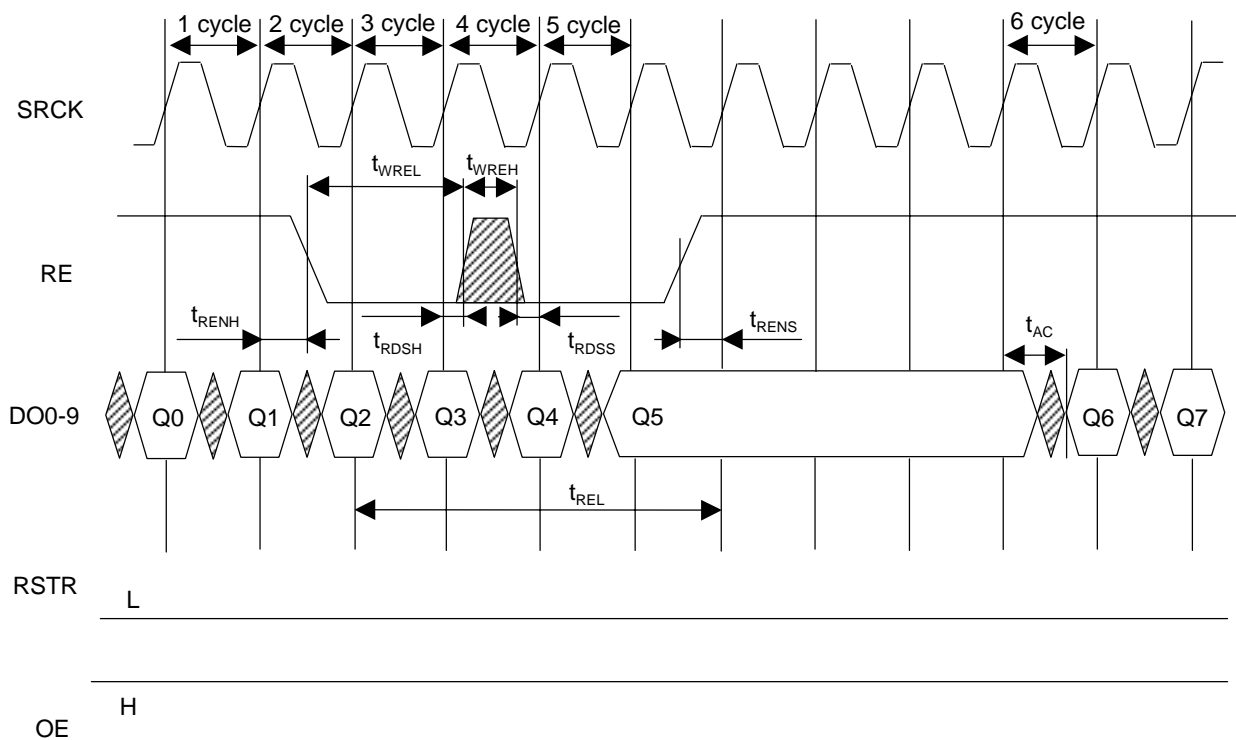 1 cycle 2 cycle 3 cycle 4 cycle 5 cycle 6 cycle
SRCK
tWREL tWREH
RE
tRENH tRDSH tRDSS tRENS tAC
DO0-9 Q0 Q1 Q2 Q3 Q4 Q5 Q6 Q7
tREL
RSTR
L
H
OE